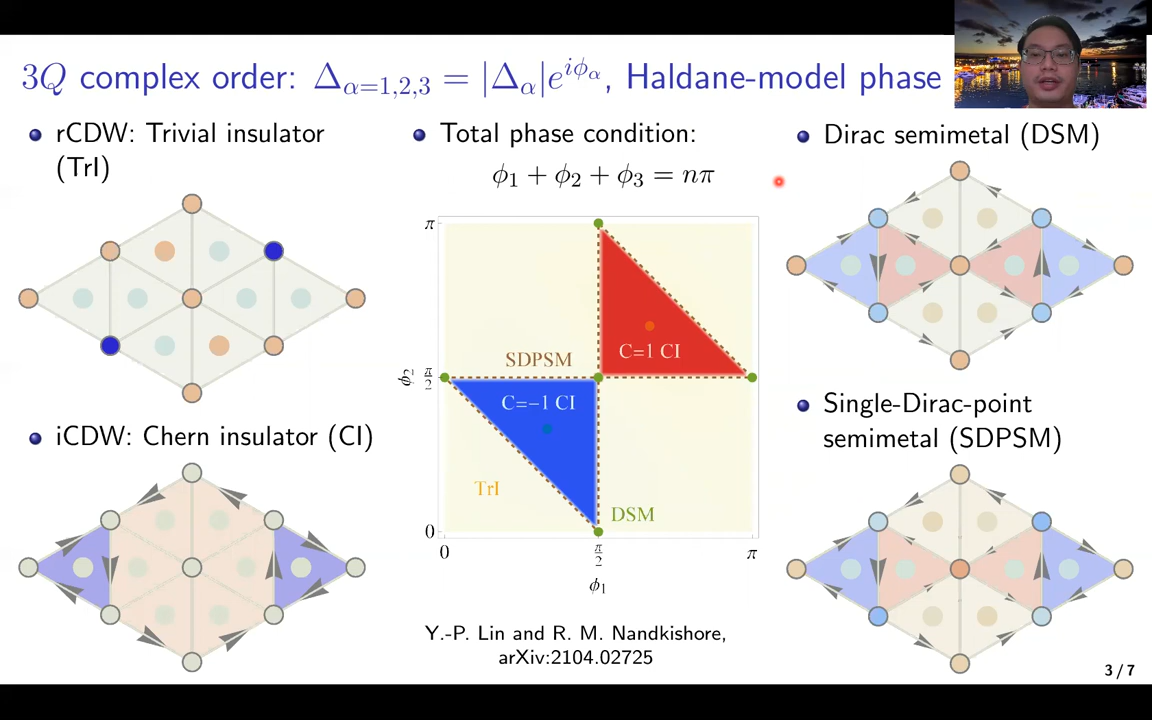 3Q complex order: Δα=1,2,3 = |Δα|e^{iϕα}, Haldane-model phase
rCDW: Trivial insulator
(TrI)
iCDW: Chern insulator (CI)
Total phase condition:
ϕ1 + ϕ2 + ϕ3 = nπ
π
C=1 CI
SDPSM
ϕ2
π/2
C=−1 CI
TrI
DSM
0
0
π/2
π
ϕ1
Y.-P. Lin and R. M. Nandkishore,
arXiv:2104.02725
Dirac semimetal (DSM)
Single-Dirac-point
semimetal (SDPSM)
3 / 7